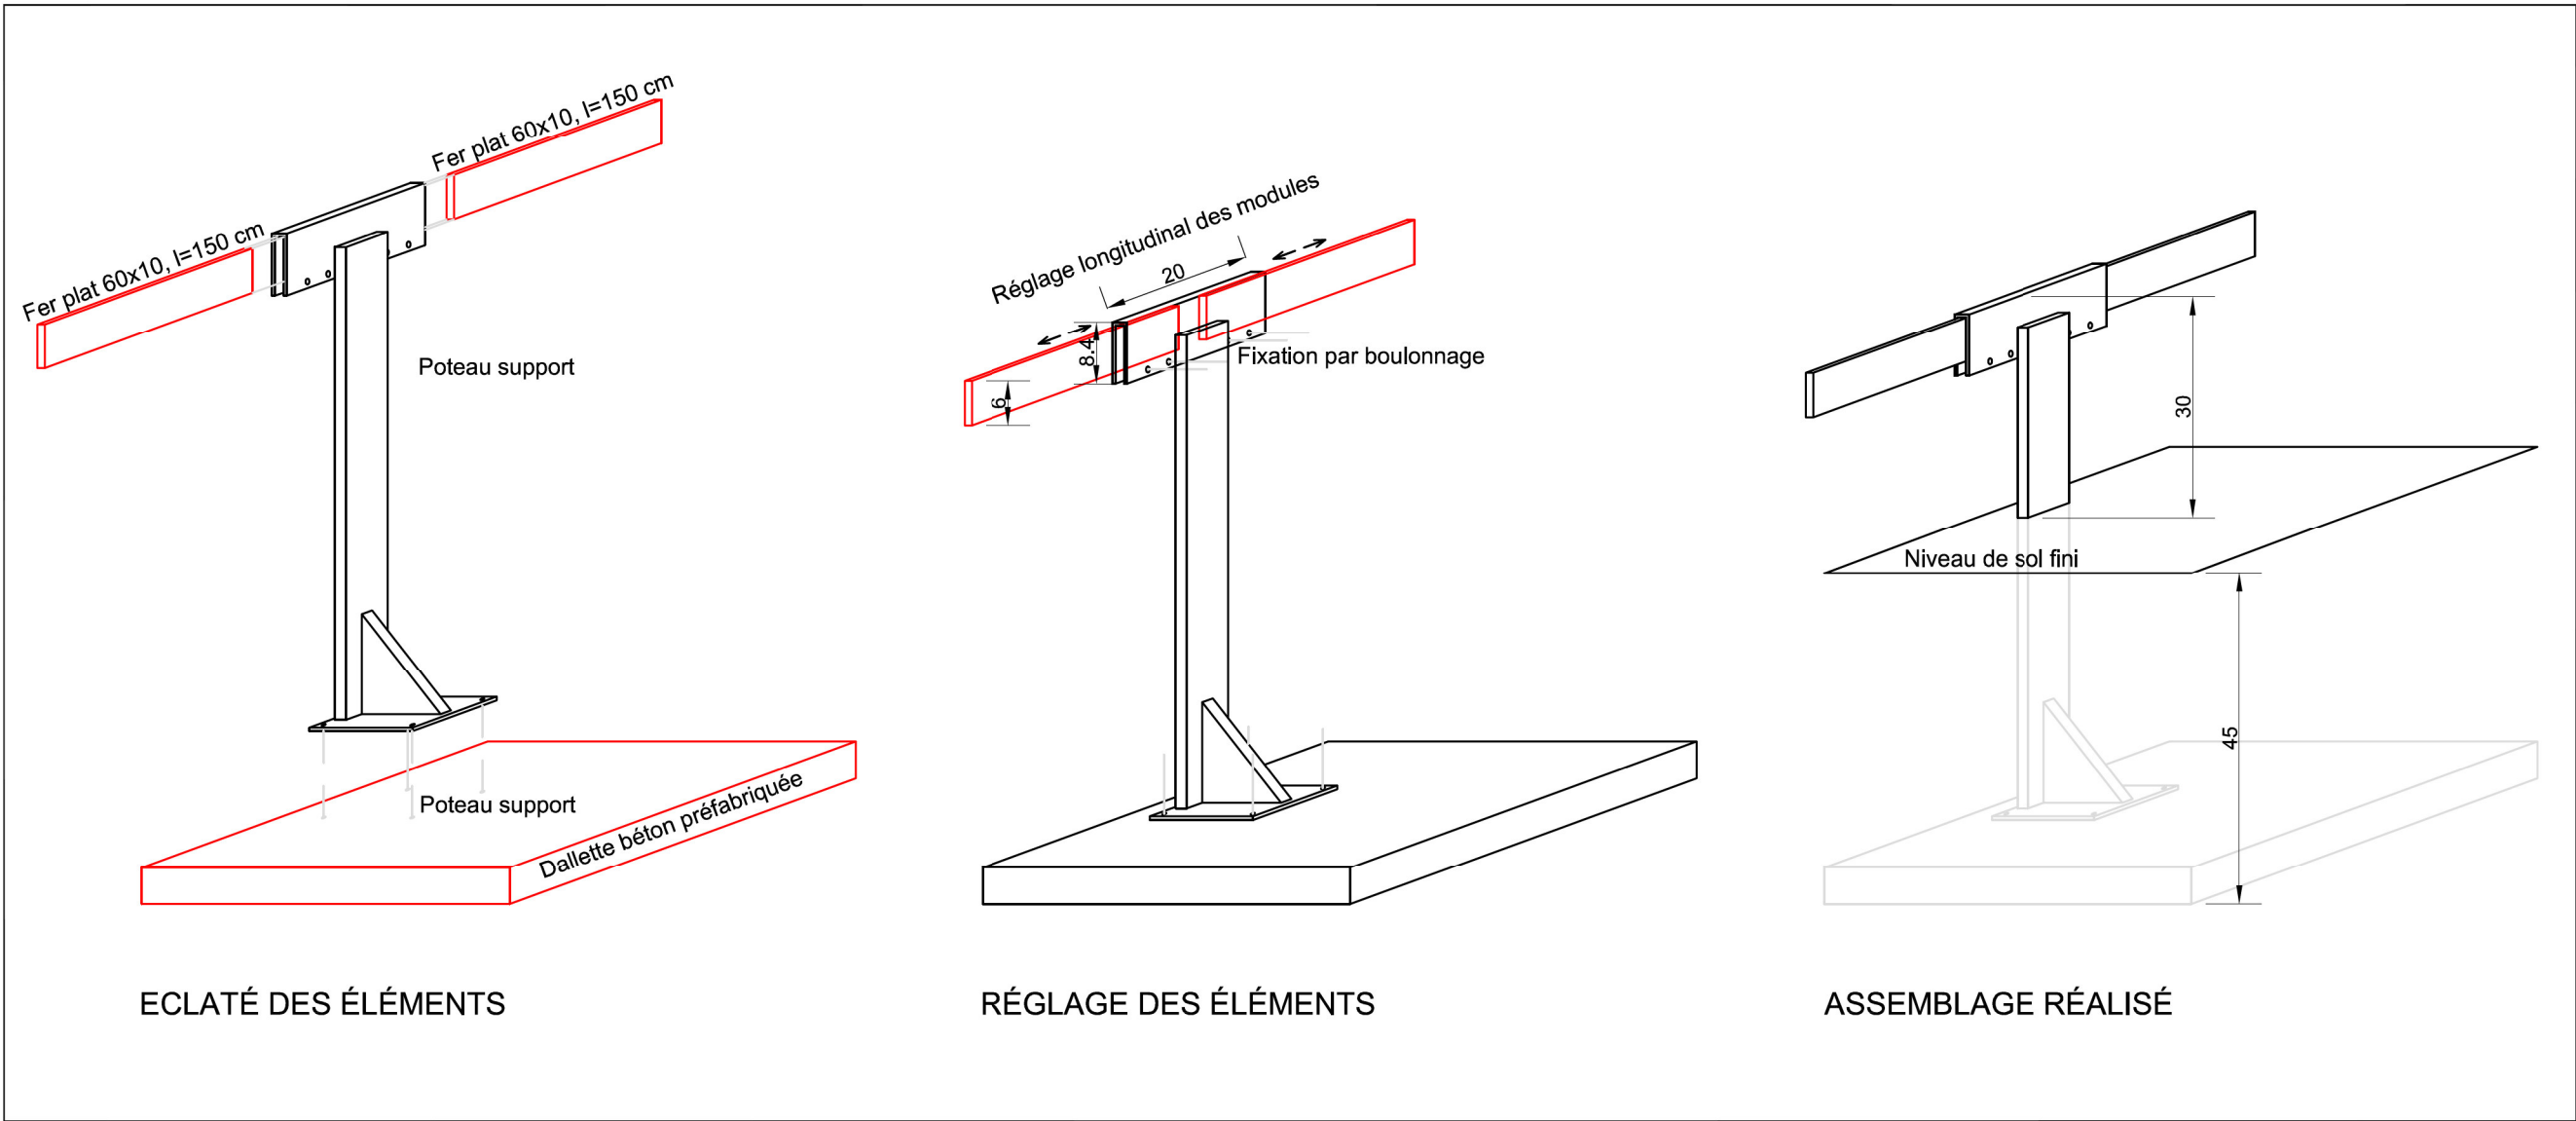 Fer plat 60x10, l=150 cm
Fer plat 60x10, l=150 cm
Poteau support
Poteau support
Dallette béton préfabriquée
ECLATÉ DES ÉLÉMENTS
Réglage longitudinal des modules
20
8.4
6
Fixation par boulonnage
RÉGLAGE DES ÉLÉMENTS
30
Niveau de sol fini
45
ASSEMBLAGE RÉALISÉ